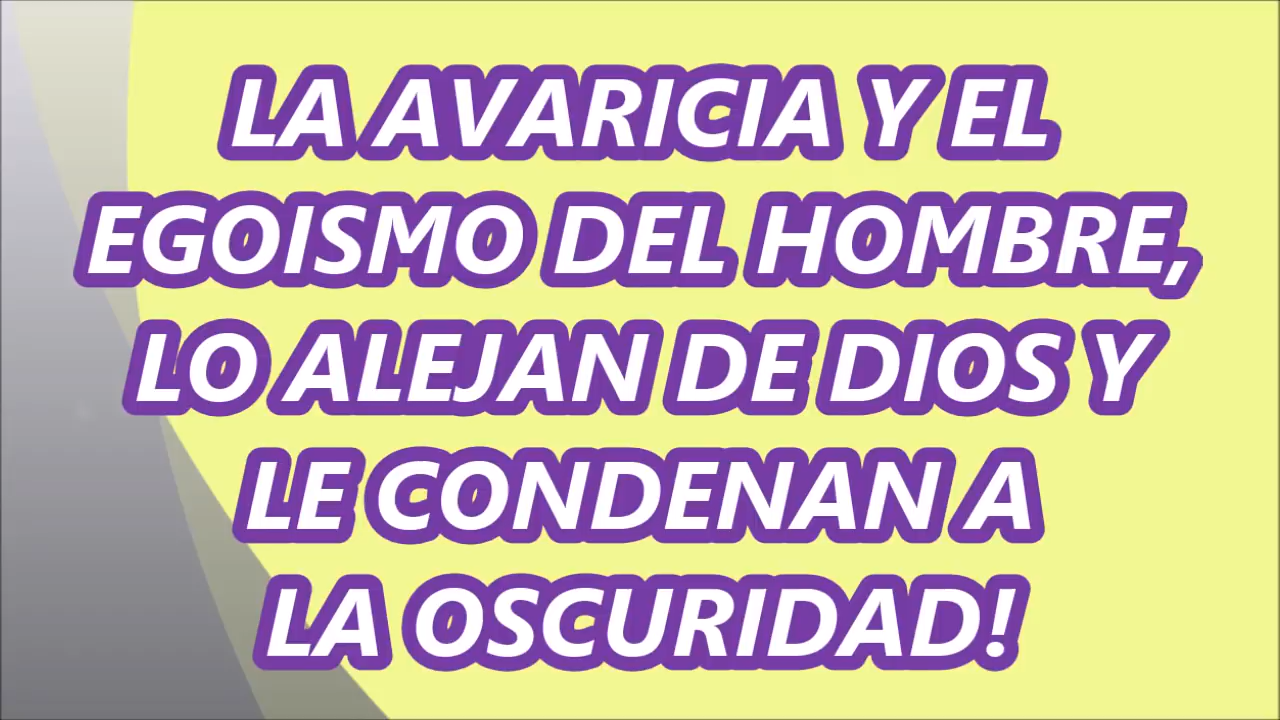 LA AVARICIA Y EL
EGOISMO DEL HOMBRE,
LO ALEJAN DE DIOS Y
LE CONDENAN A
LA OSCURIDAD!